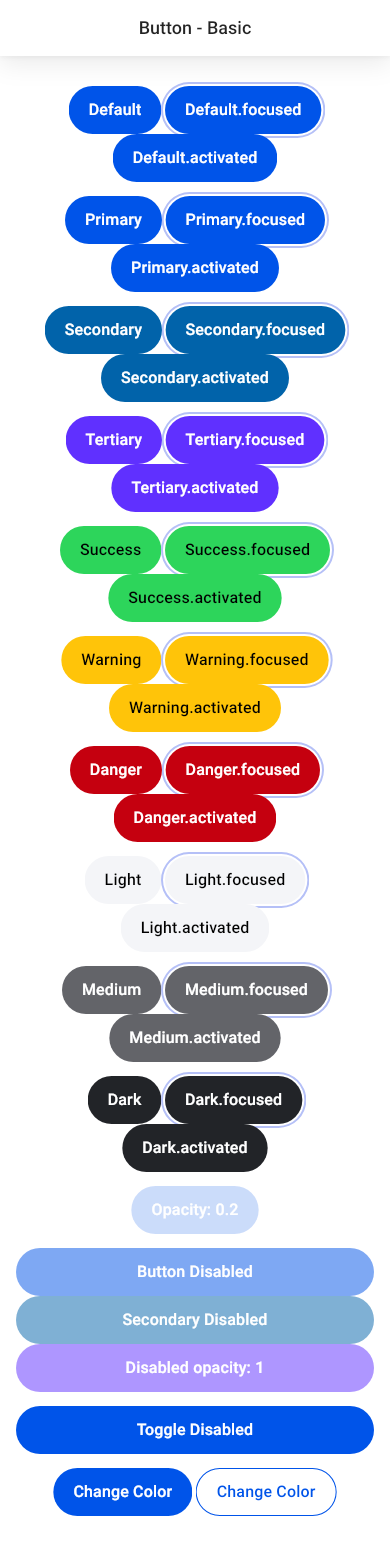 Button - Basic
Default Default.focused
Default.activated
Primary Primary.focused
Primary.activated
Secondary Secondary.focused
Secondary.activated
Tertiary Tertiary.focused
Tertiary.activated
Success Success.focused
Success.activated
Warning Warning.focused
Warning.activated
Danger Danger.focused
Danger.activated
Light Light.focused
Light.activated
Medium Medium.focused
Medium.activated
Dark Dark.focused
Dark.activated
Opacity: 0.2
Button Disabled
Secondary Disabled
Disabled opacity: 1
Toggle Disabled
Change Color Change Color